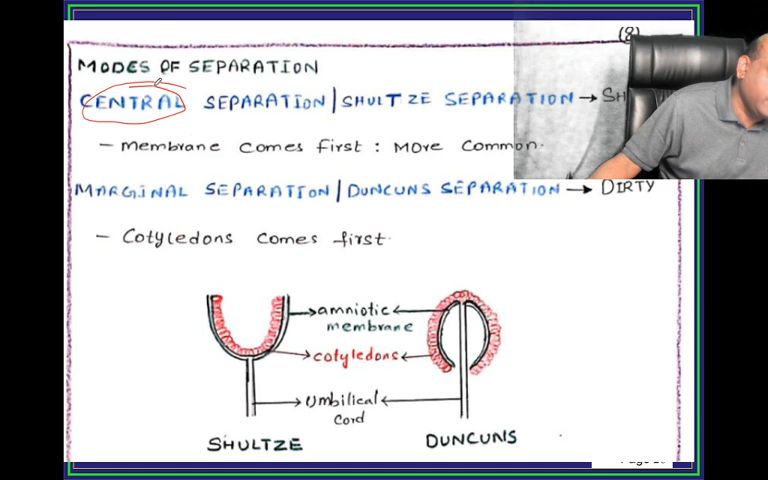 (8)
MODES OF SEPARATION
CENTRAL SEPARATION | SHULTZE SEPARATION → SH
- Membrane comes first : More common.
MARGINAL SEPARATION | DUNCUNS SEPARATION → DIRTY
- Cotyledons comes first.
amniotic
membrane
cotyledons
Umbilical
Cord
SHULTZE DUNCUNS